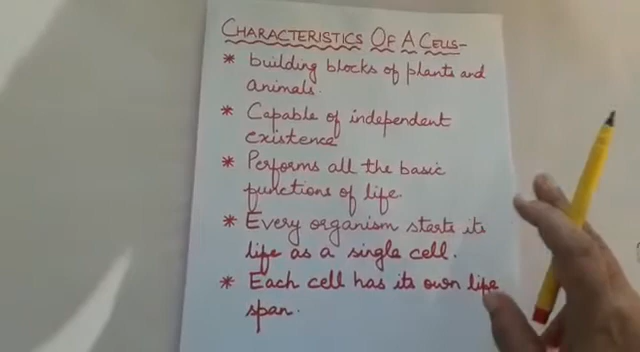 CHARACTERISTICS OF A CELLS-
* building blocks of plants and
animals.
* Capable of independent
existence
* Performs all the basic
functions of life.
* Every organism starts its
life as a single cell.
* Each cell has its own life
span.